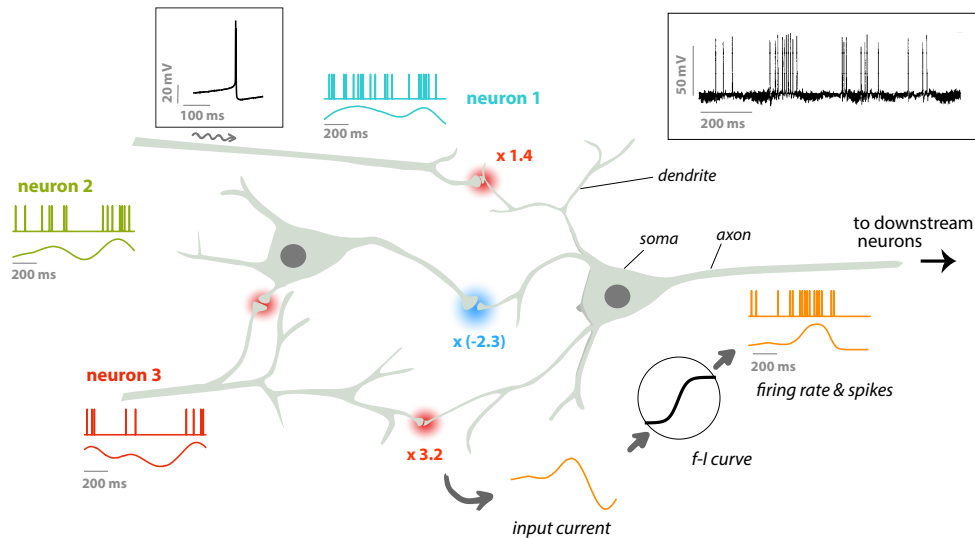 20 mV
100 ms
neuron 1
200 ms
50 mV
200 ms
x 1.4
dendrite
neuron 2
200 ms
soma
axon
to downstream
neurons
x (-2.3)
neuron 3
200 ms
x 3.2
input current
f-I curve
200 ms
firing rate & spikes